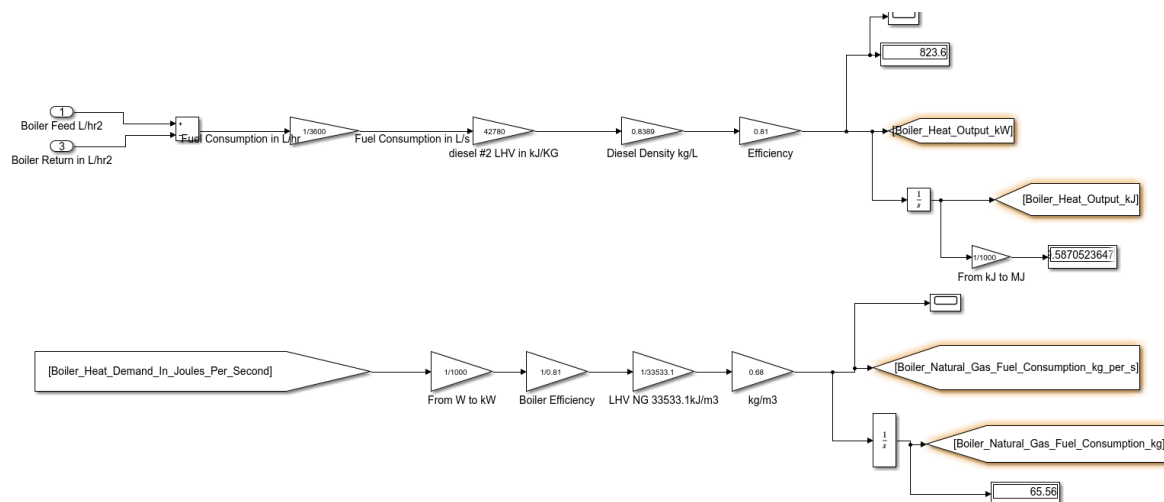 823.6
1
Boiler Feed L/hr2
3
Boiler Return in L/hr2
+
−
Fuel Consumption in L/hr
1/3600
Fuel Consumption in L/s
42780
diesel #2 LHV in kJ/KG
0.8389
Diesel Density kg/L
0.81
Efficiency
[Boiler_Heat_Output_kW]
1
s
[Boiler_Heat_Output_kJ]
1/1000
From kJ to MJ
.5870523647
[Boiler_Heat_Demand_In_Joules_Per_Second]
1/1000
From W to kW
1/0.81
Boiler Efficiency
1/33533.1
LHV NG 33533.1kJ/m3
0.68
kg/m3
[Boiler_Natural_Gas_Fuel_Consumption_kg_per_s]
1
s
[Boiler_Natural_Gas_Fuel_Consumption_kg]
65.56